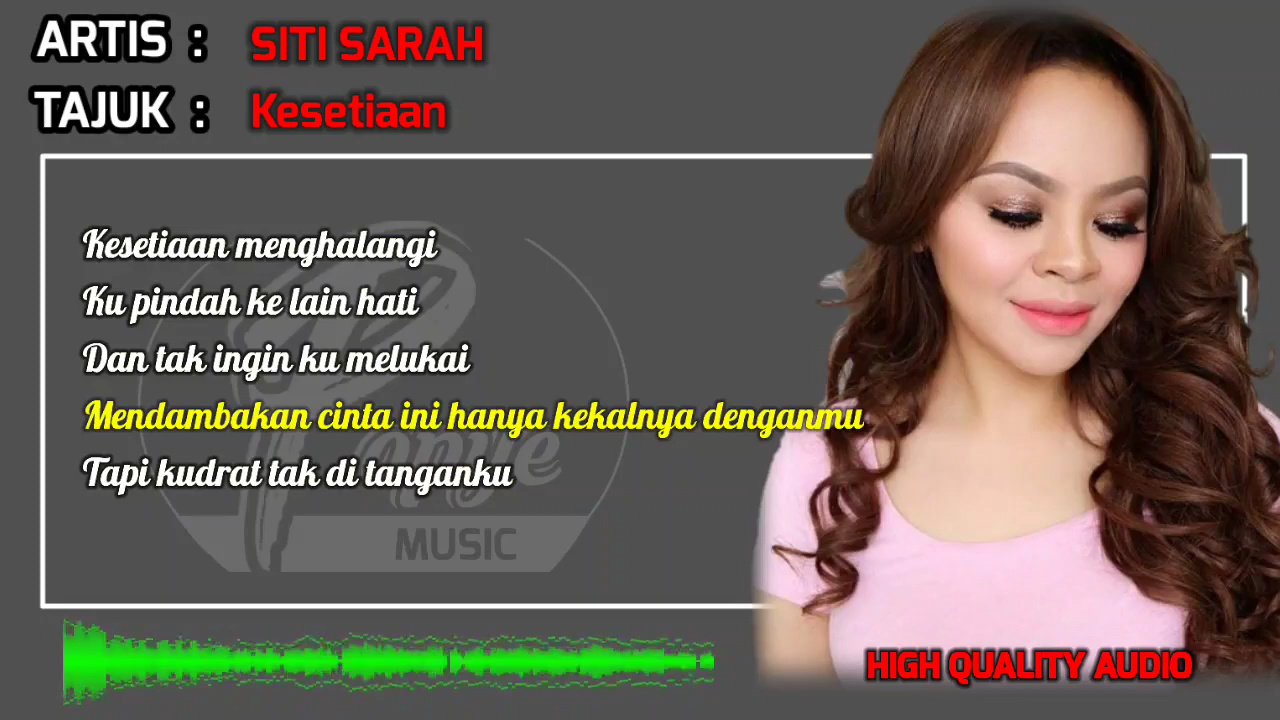 ARTIS : SITI SARAH
TAJUK : Kesetiaan
Kesetiaan menghalangi
Ku pindah ke lain hati
Dan tak ingin ku melukai
Mendambakan cinta ini hanya kekalnya denganmu
Tapi kudrat tak di tanganku
MUSIC
HIGH QUALITY AUDIO